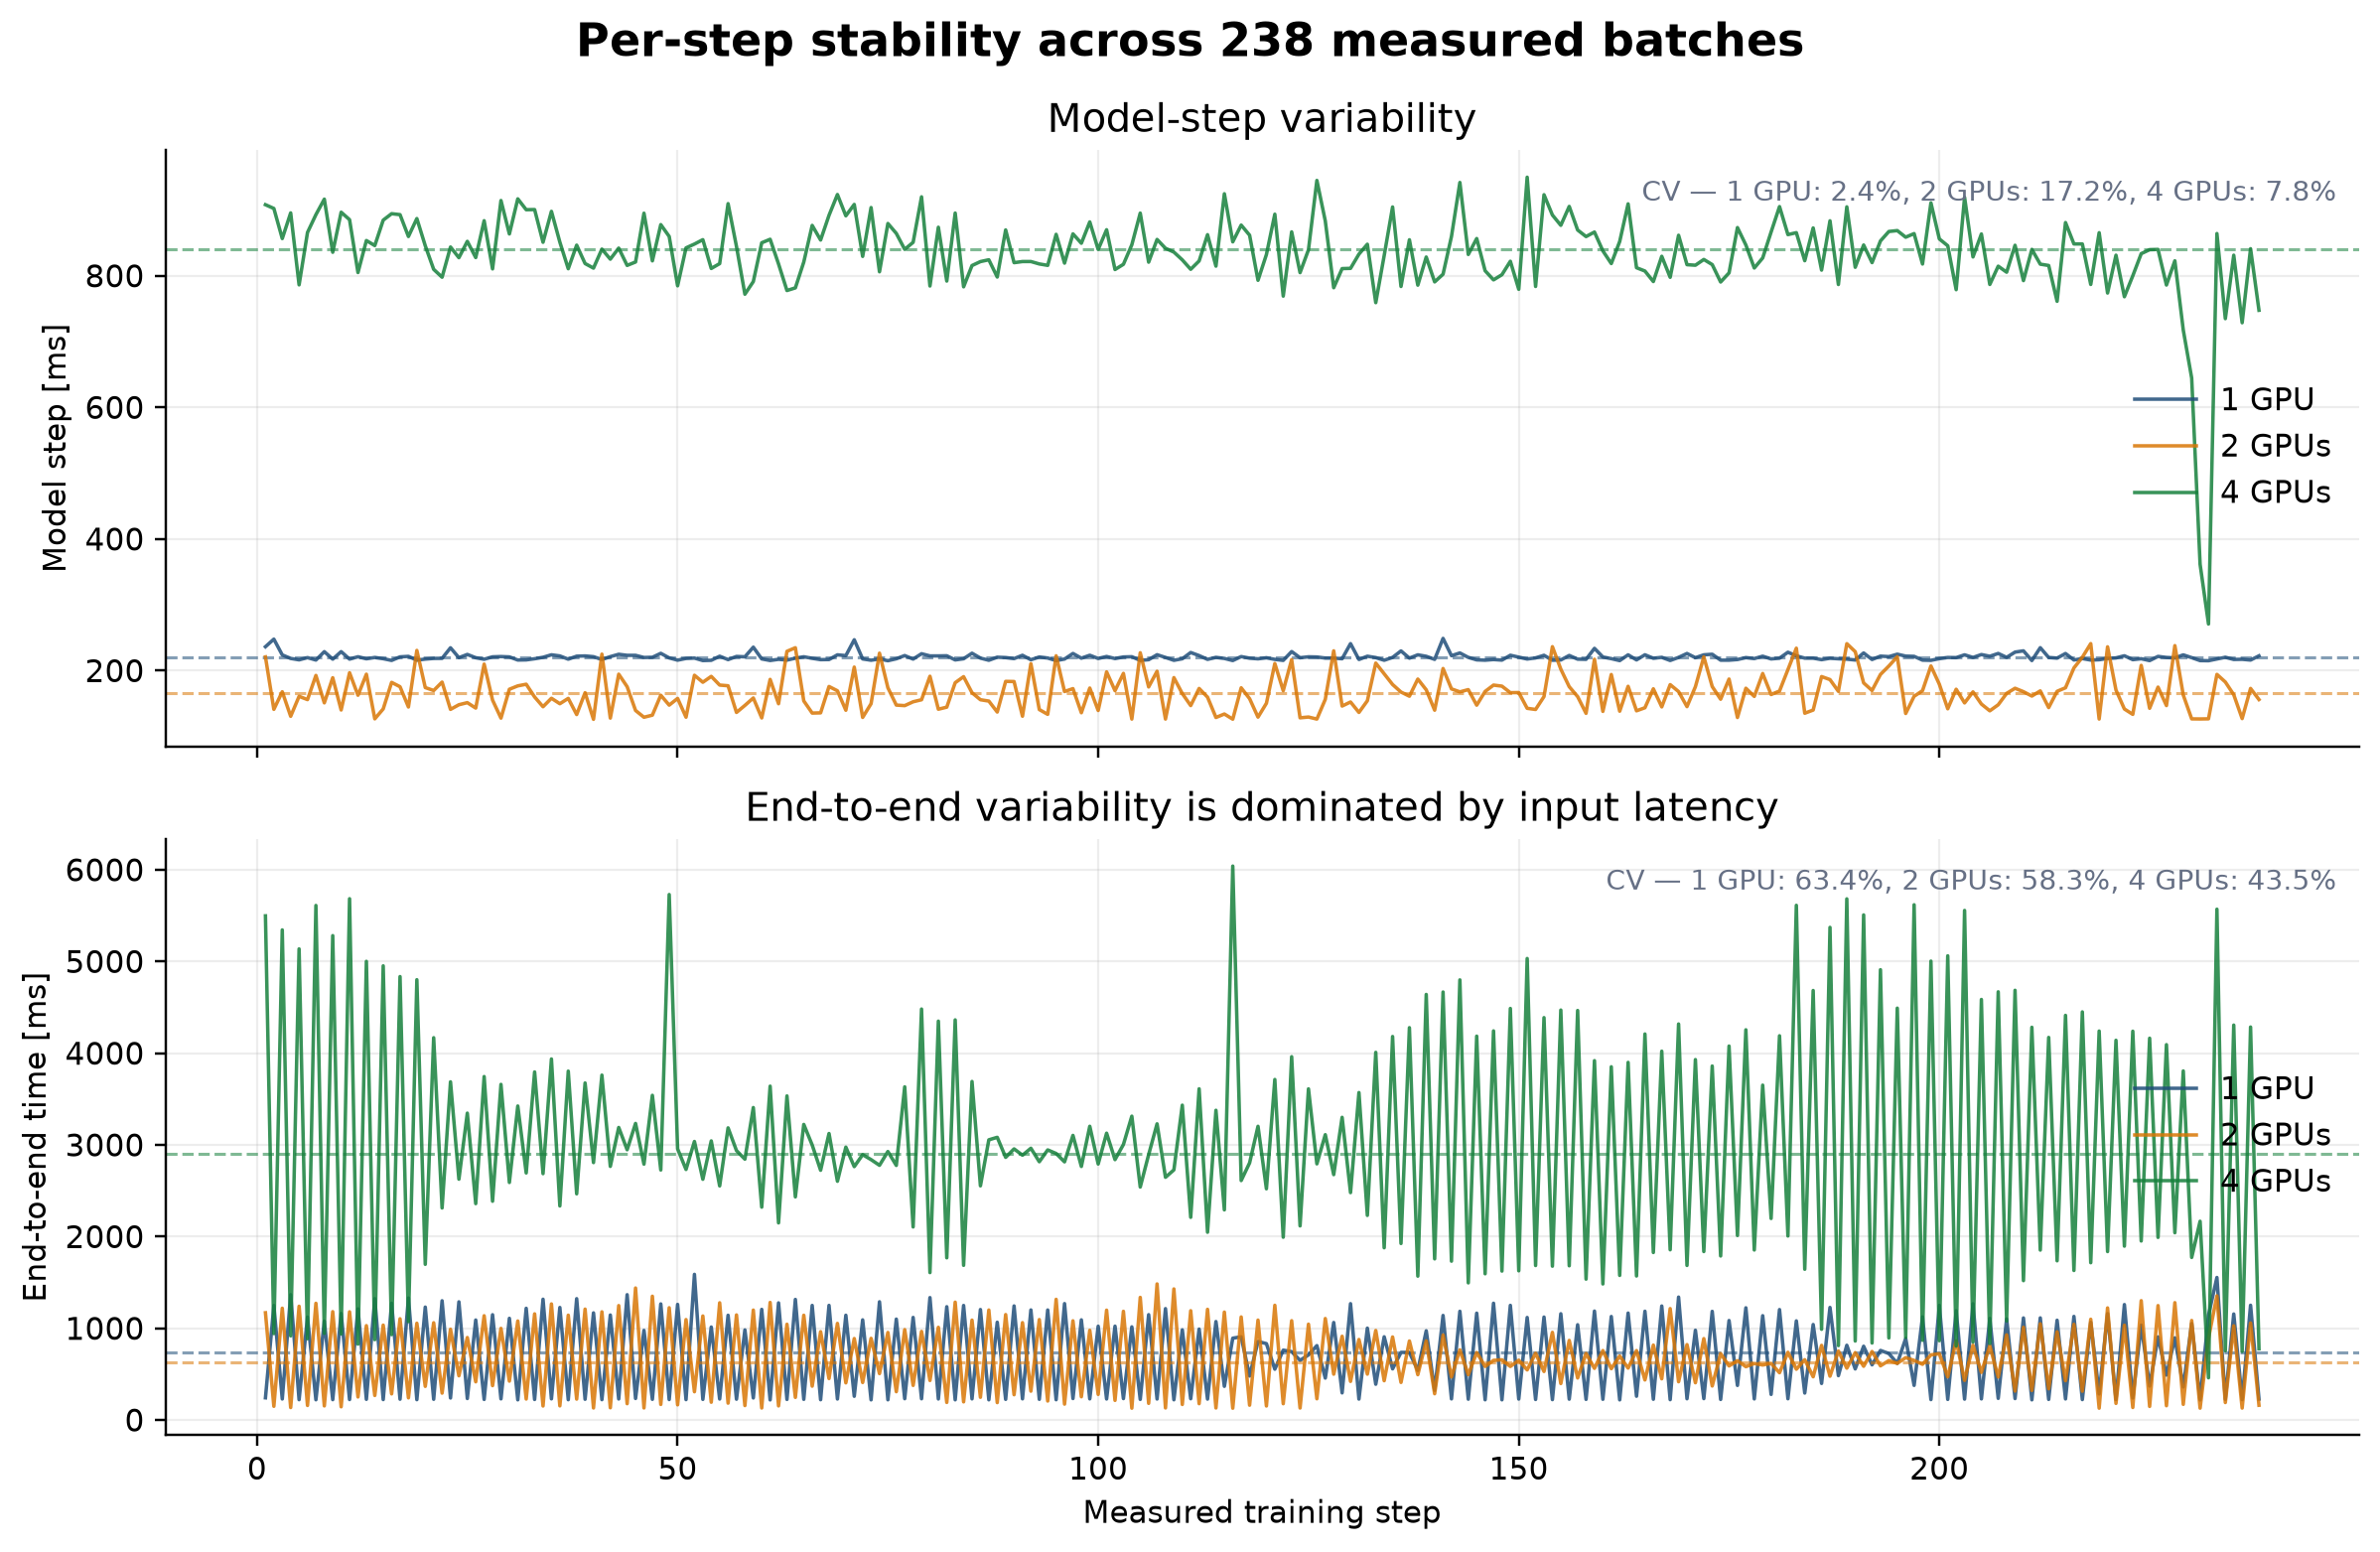 Per-step stability across 238 measured batches
Model-step variability
CV — 1 GPU: 2.4%, 2 GPUs: 17.2%, 4 GPUs: 7.8%
Model step [ms]
800
600
400
200
1 GPU
2 GPUs
4 GPUs
End-to-end variability is dominated by input latency
CV — 1 GPU: 63.4%, 2 GPUs: 58.3%, 4 GPUs: 43.5%
End-to-end time [ms]
6000
5000
4000
3000
2000
1000
0
1 GPU
2 GPUs
4 GPUs
0 50 100 150 200
Measured training step